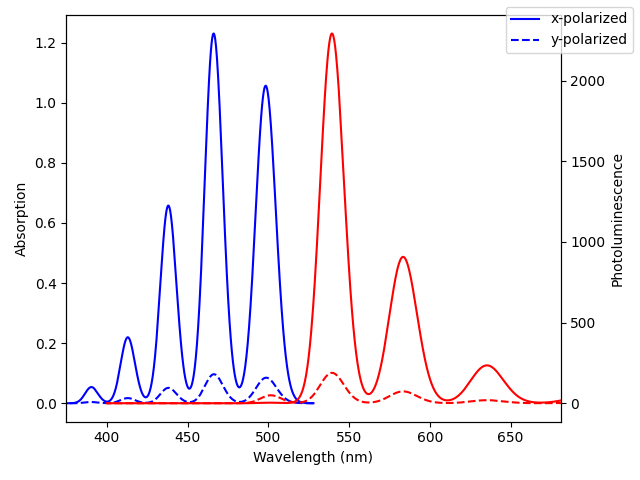 x-polarized
y-polarized
Absorption
1.2
1.0
0.8
0.6
0.4
0.2
0.0
2000
1500
1000
500
0
Photoluminescence
400 450 500 550 600 650
Wavelength (nm)